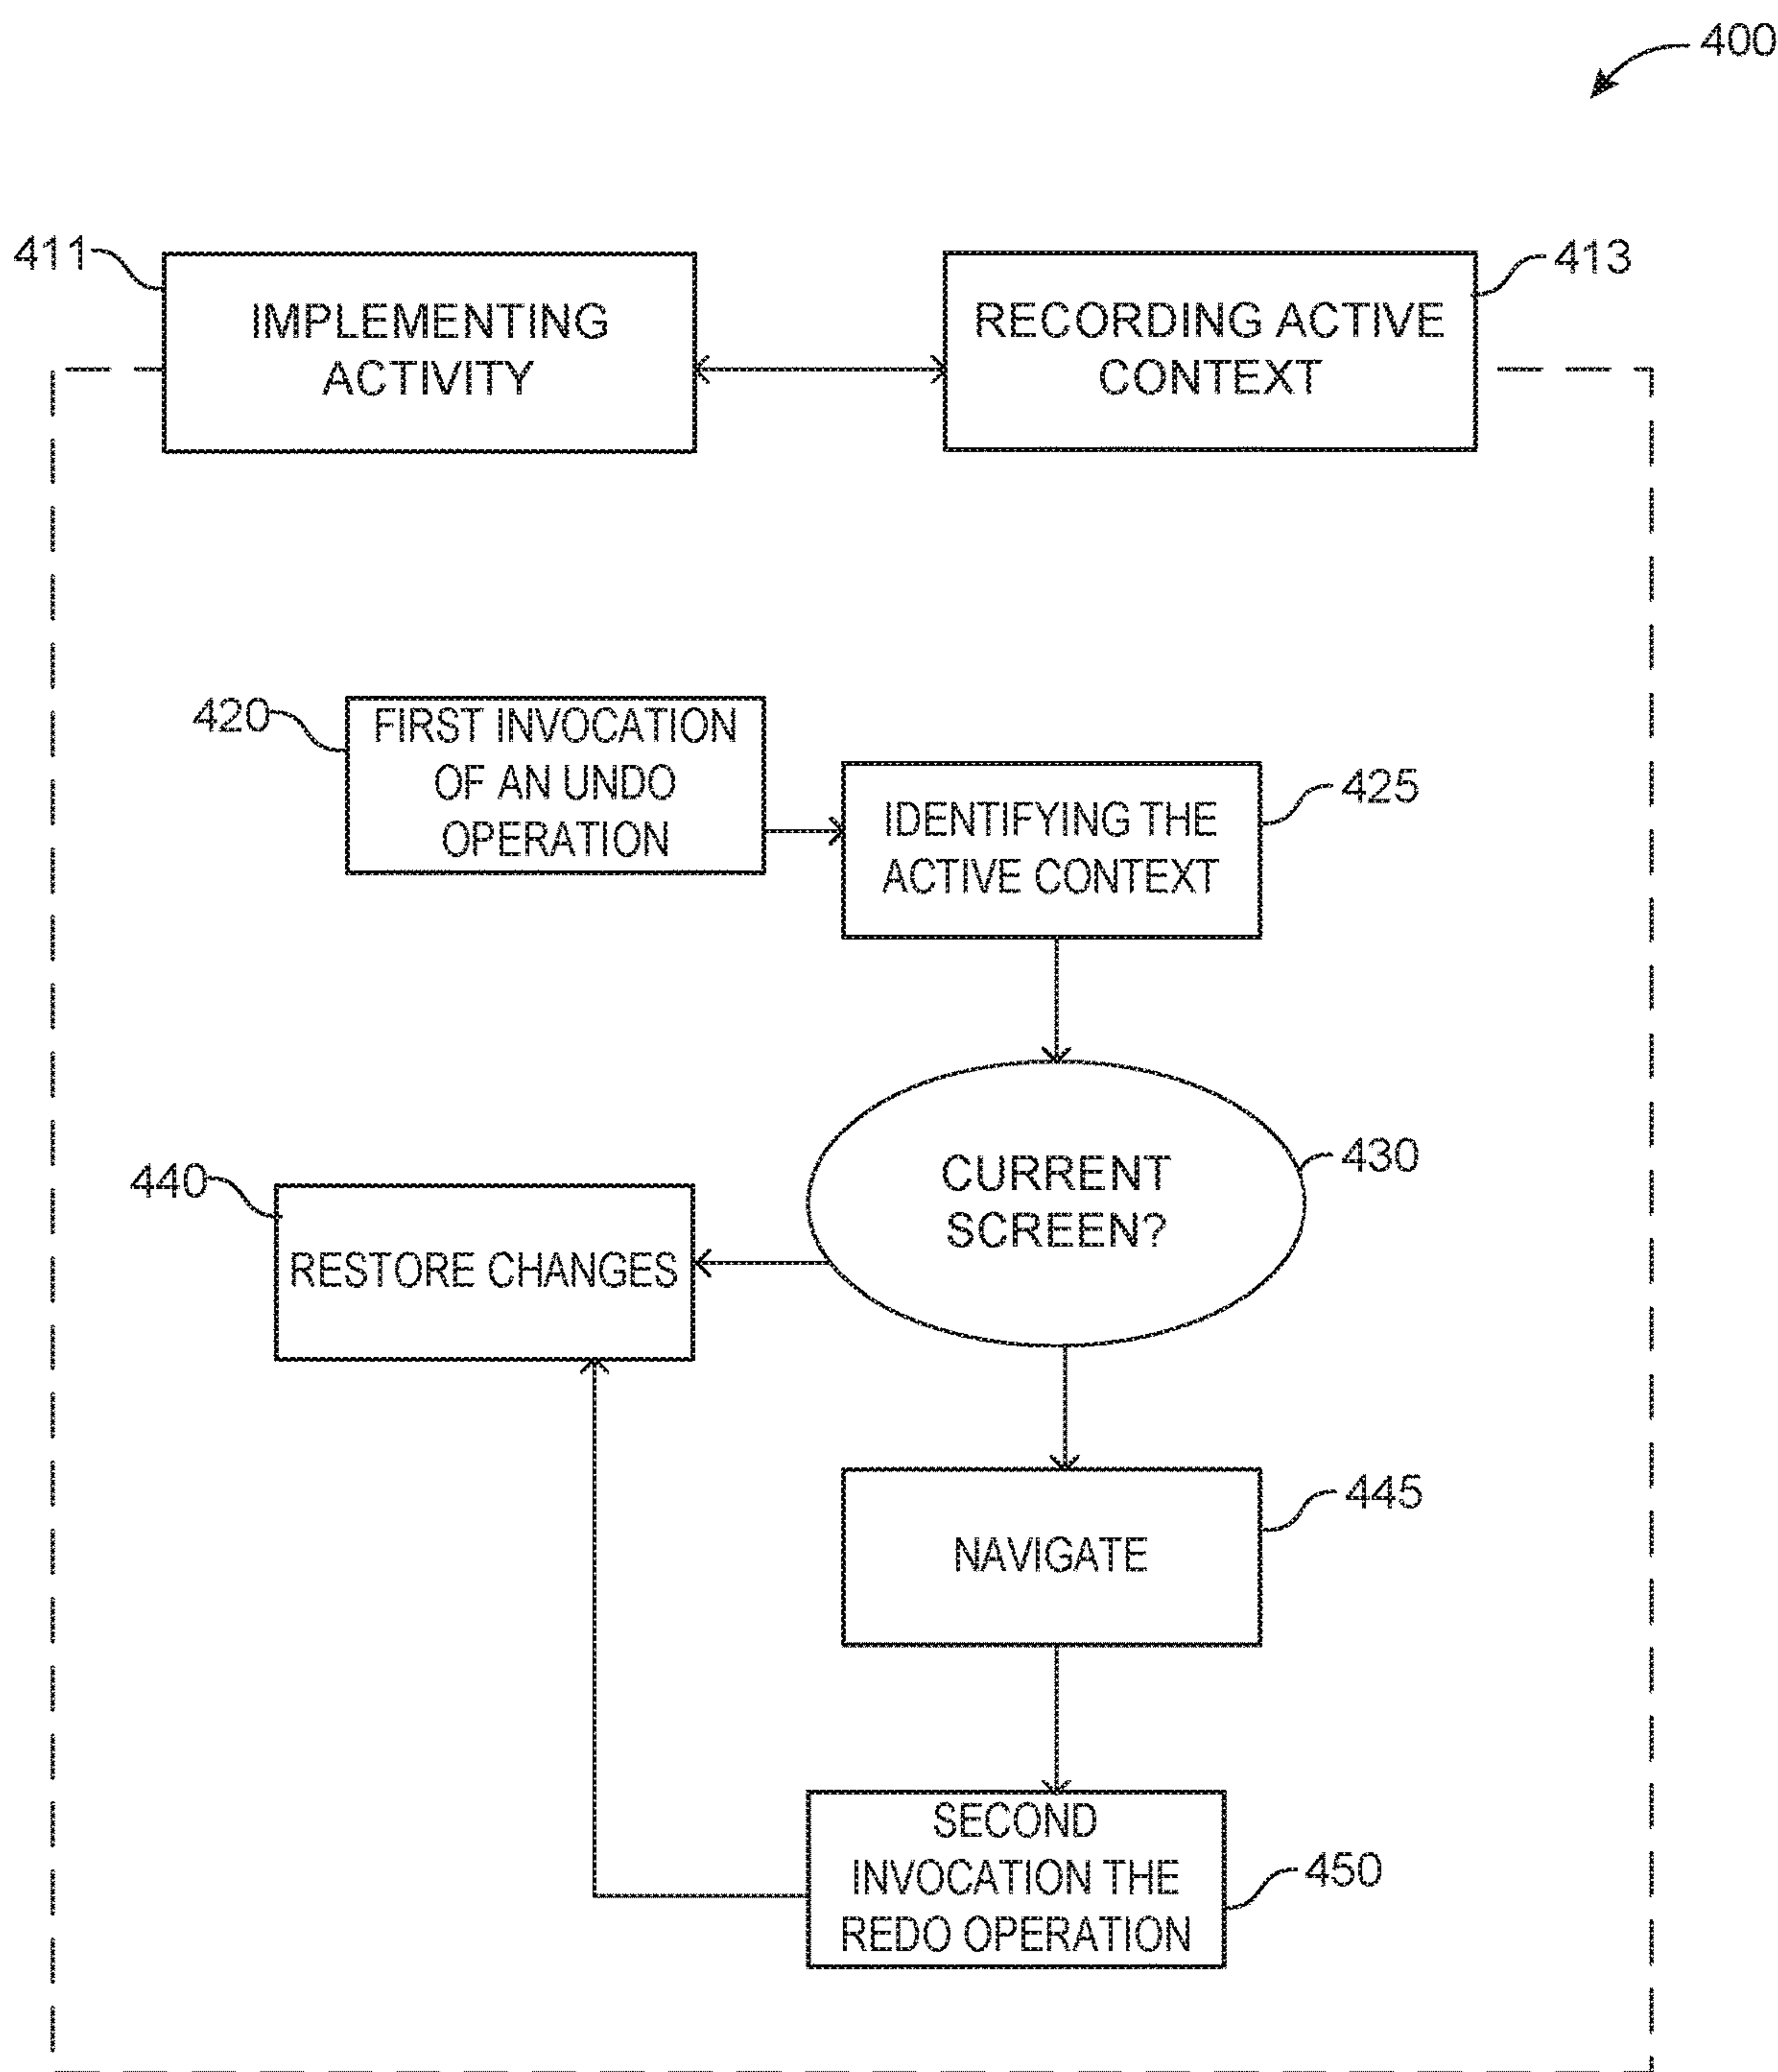 400
411
IMPLEMENTING
ACTIVITY
RECORDING ACTIVE
CONTEXT
413
420
FIRST INVOCATION
OF AN UNDO
OPERATION
IDENTIFYING THE
ACTIVE CONTEXT
425
CURRENT
SCREEN?
430
440
RESTORE CHANGES
NAVIGATE
445
SECOND
INVOCATION THE
REDO OPERATION
450